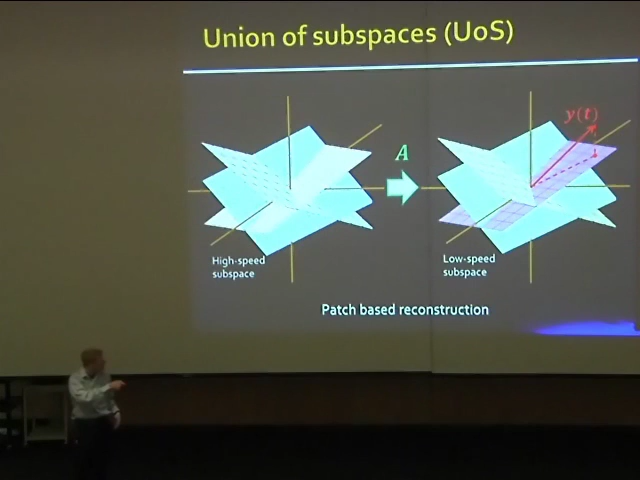 Union of subspaces (UoS)
y(t)
A
High-speed
subspace
Low-speed
subspace
Patch based reconstruction